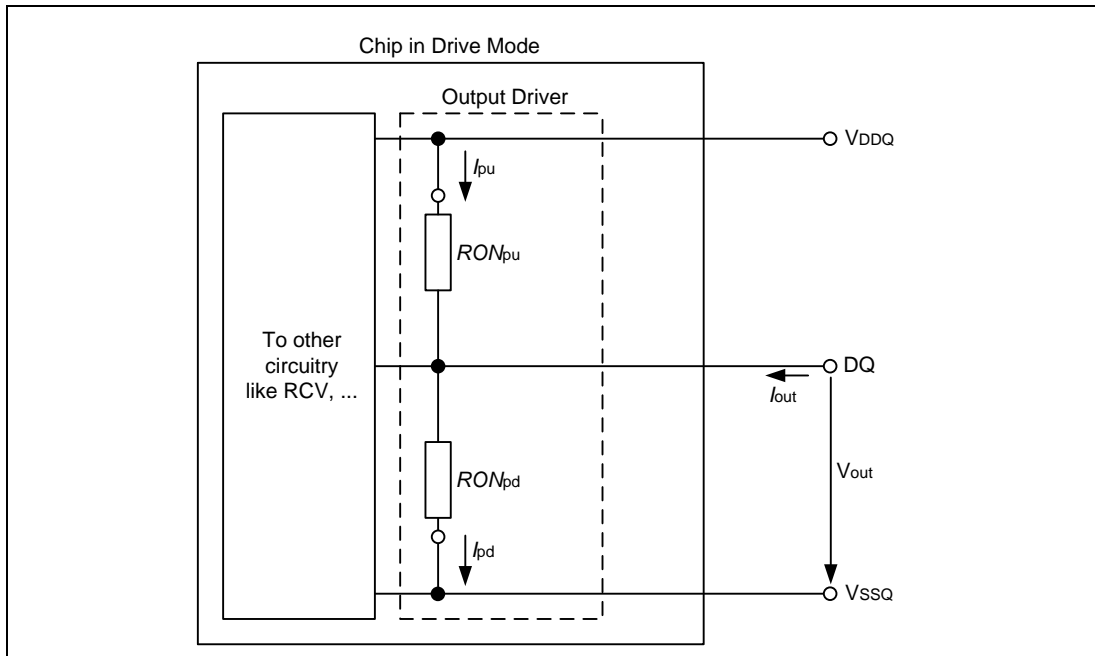 Chip in Drive Mode
Output Driver
VDDQ
Ipu
RONpu
To other
circuitry
like RCV, ...
DQ
Iout
RONpd
Vout
Ipd
VSSQ